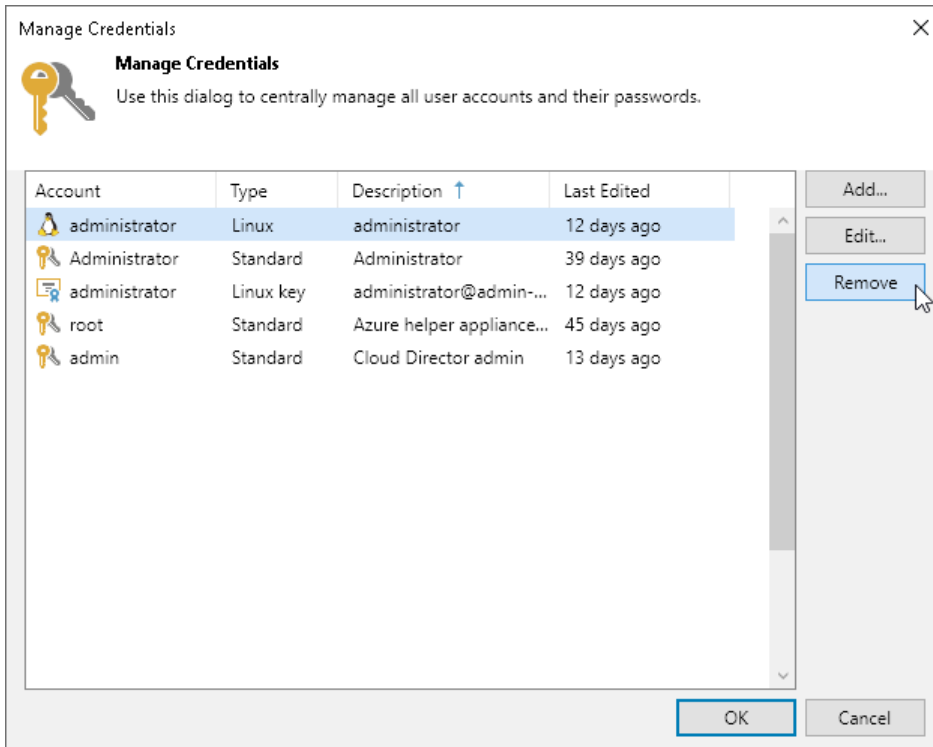 Manage Credentials
Manage Credentials
Use this dialog to centrally manage all user accounts and their passwords.
Account Type Description Last Edited
administrator Linux administrator 12 days ago
Administrator Standard Administrator 39 days ago
administrator Linux key administrator@admin-... 12 days ago
root Standard Azure helper appliance... 45 days ago
admin Standard Cloud Director admin 13 days ago
Add...
Edit...
Remove
OK Cancel